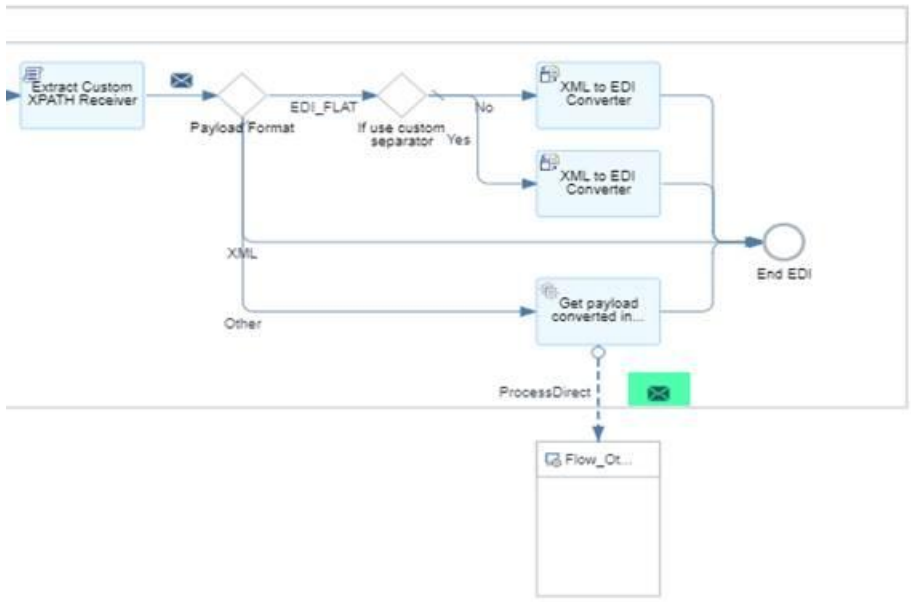 Extract Custom
XPATH Receiver
Payload Format
EDI_FLAT
If use custom
separator
No
Yes
XML to EDI
Converter
XML to EDI
Converter
XML
End EDI
Other
Get payload
converted in...
ProcessDirect
Flow_Ot...